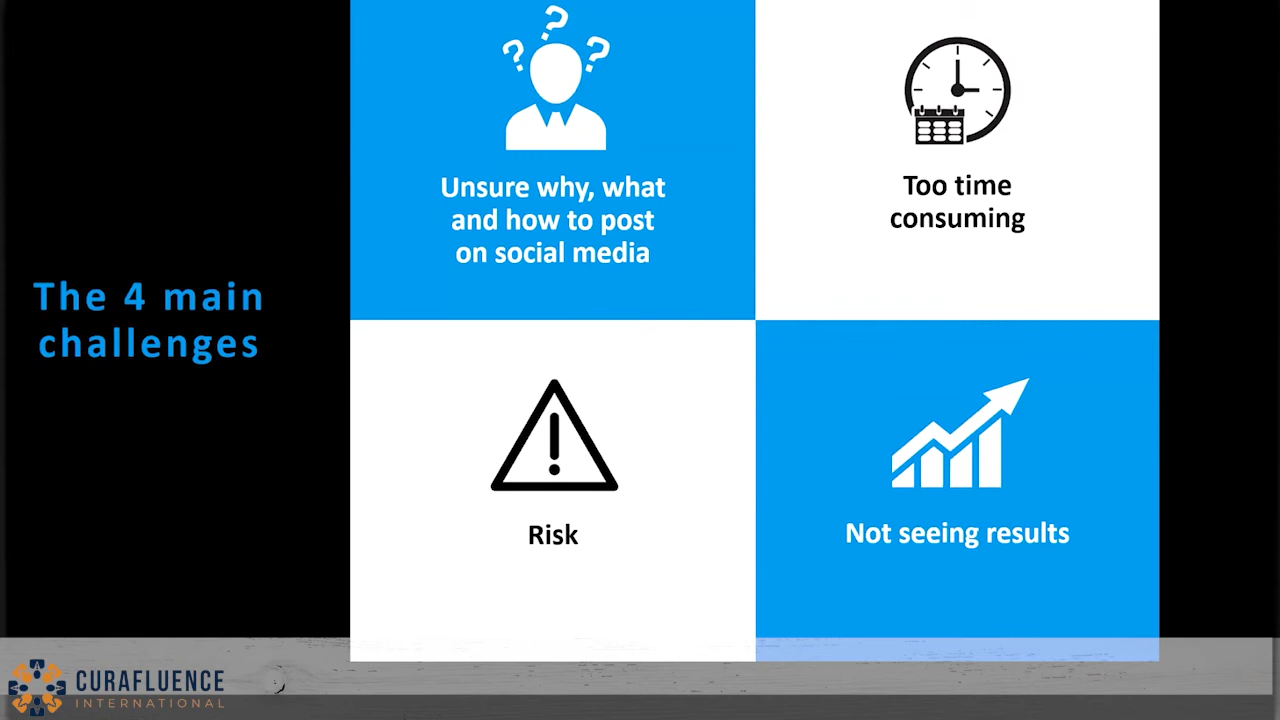 The 4 main
challenges
Unsure why, what
and how to post
on social media
Too time
consuming
Risk
Not seeing results
CURAFLUENCE
INTERNATIONAL